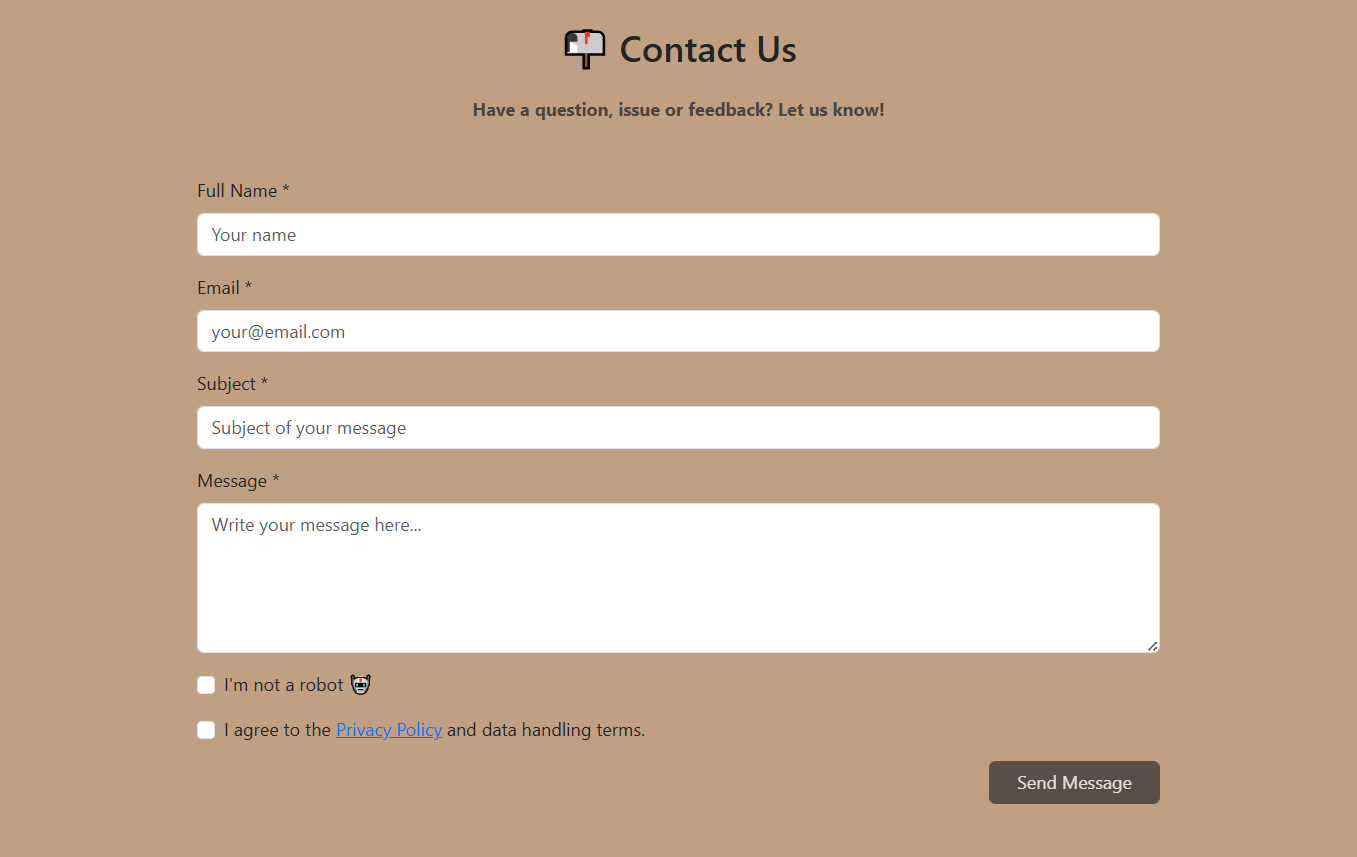 Contact Us
Have a question, issue or feedback? Let us know!
Full Name *
Your name
Email *
your@email.com
Subject *
Subject of your message
Message *
Write your message here...
I'm not a robot
I agree to the Privacy Policy and data handling terms.
Send Message